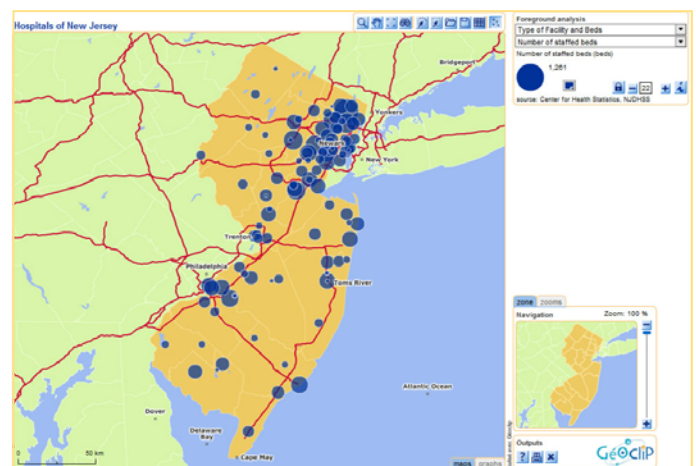 Hospitals of New Jersey
Foreground analysis
Type of Facility and Beds
Number of staffed beds
Number of staffed beds (beds)
1,261
22
source: Center for Health Statistics, NJDHSS
Bridgeport
Yonkers
Newark
New York
Trenton
Philadelphia
Toms River
Atlantic Ocean
Dover
Delaware
Bay
Cape May
0
50 km
maps
graphs
zone
zooms
Navigation
Zoom: 100 %
Outputs
?
GéOcliP